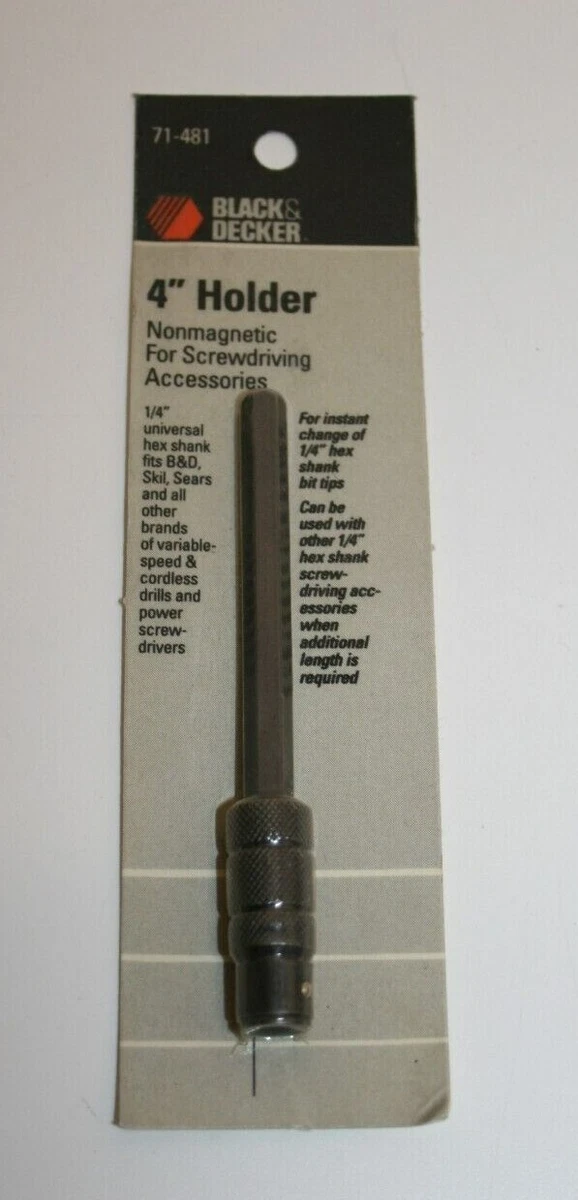 71-481
BLACK&
DECKER
4" Holder
Nonmagnetic
For Screwdriving
Accessories
1/4"
universal
hex shank
fits B&D,
Skil, Sears
and all
other
brands
of variable-
speed &
cordless
drills and
power
screw-
drivers
For instant
change of
1/4" hex
shank
bit tips
Can be
used with
other 1/4"
hex shank
screw-
driving acc-
essories
when
additional
length is
required